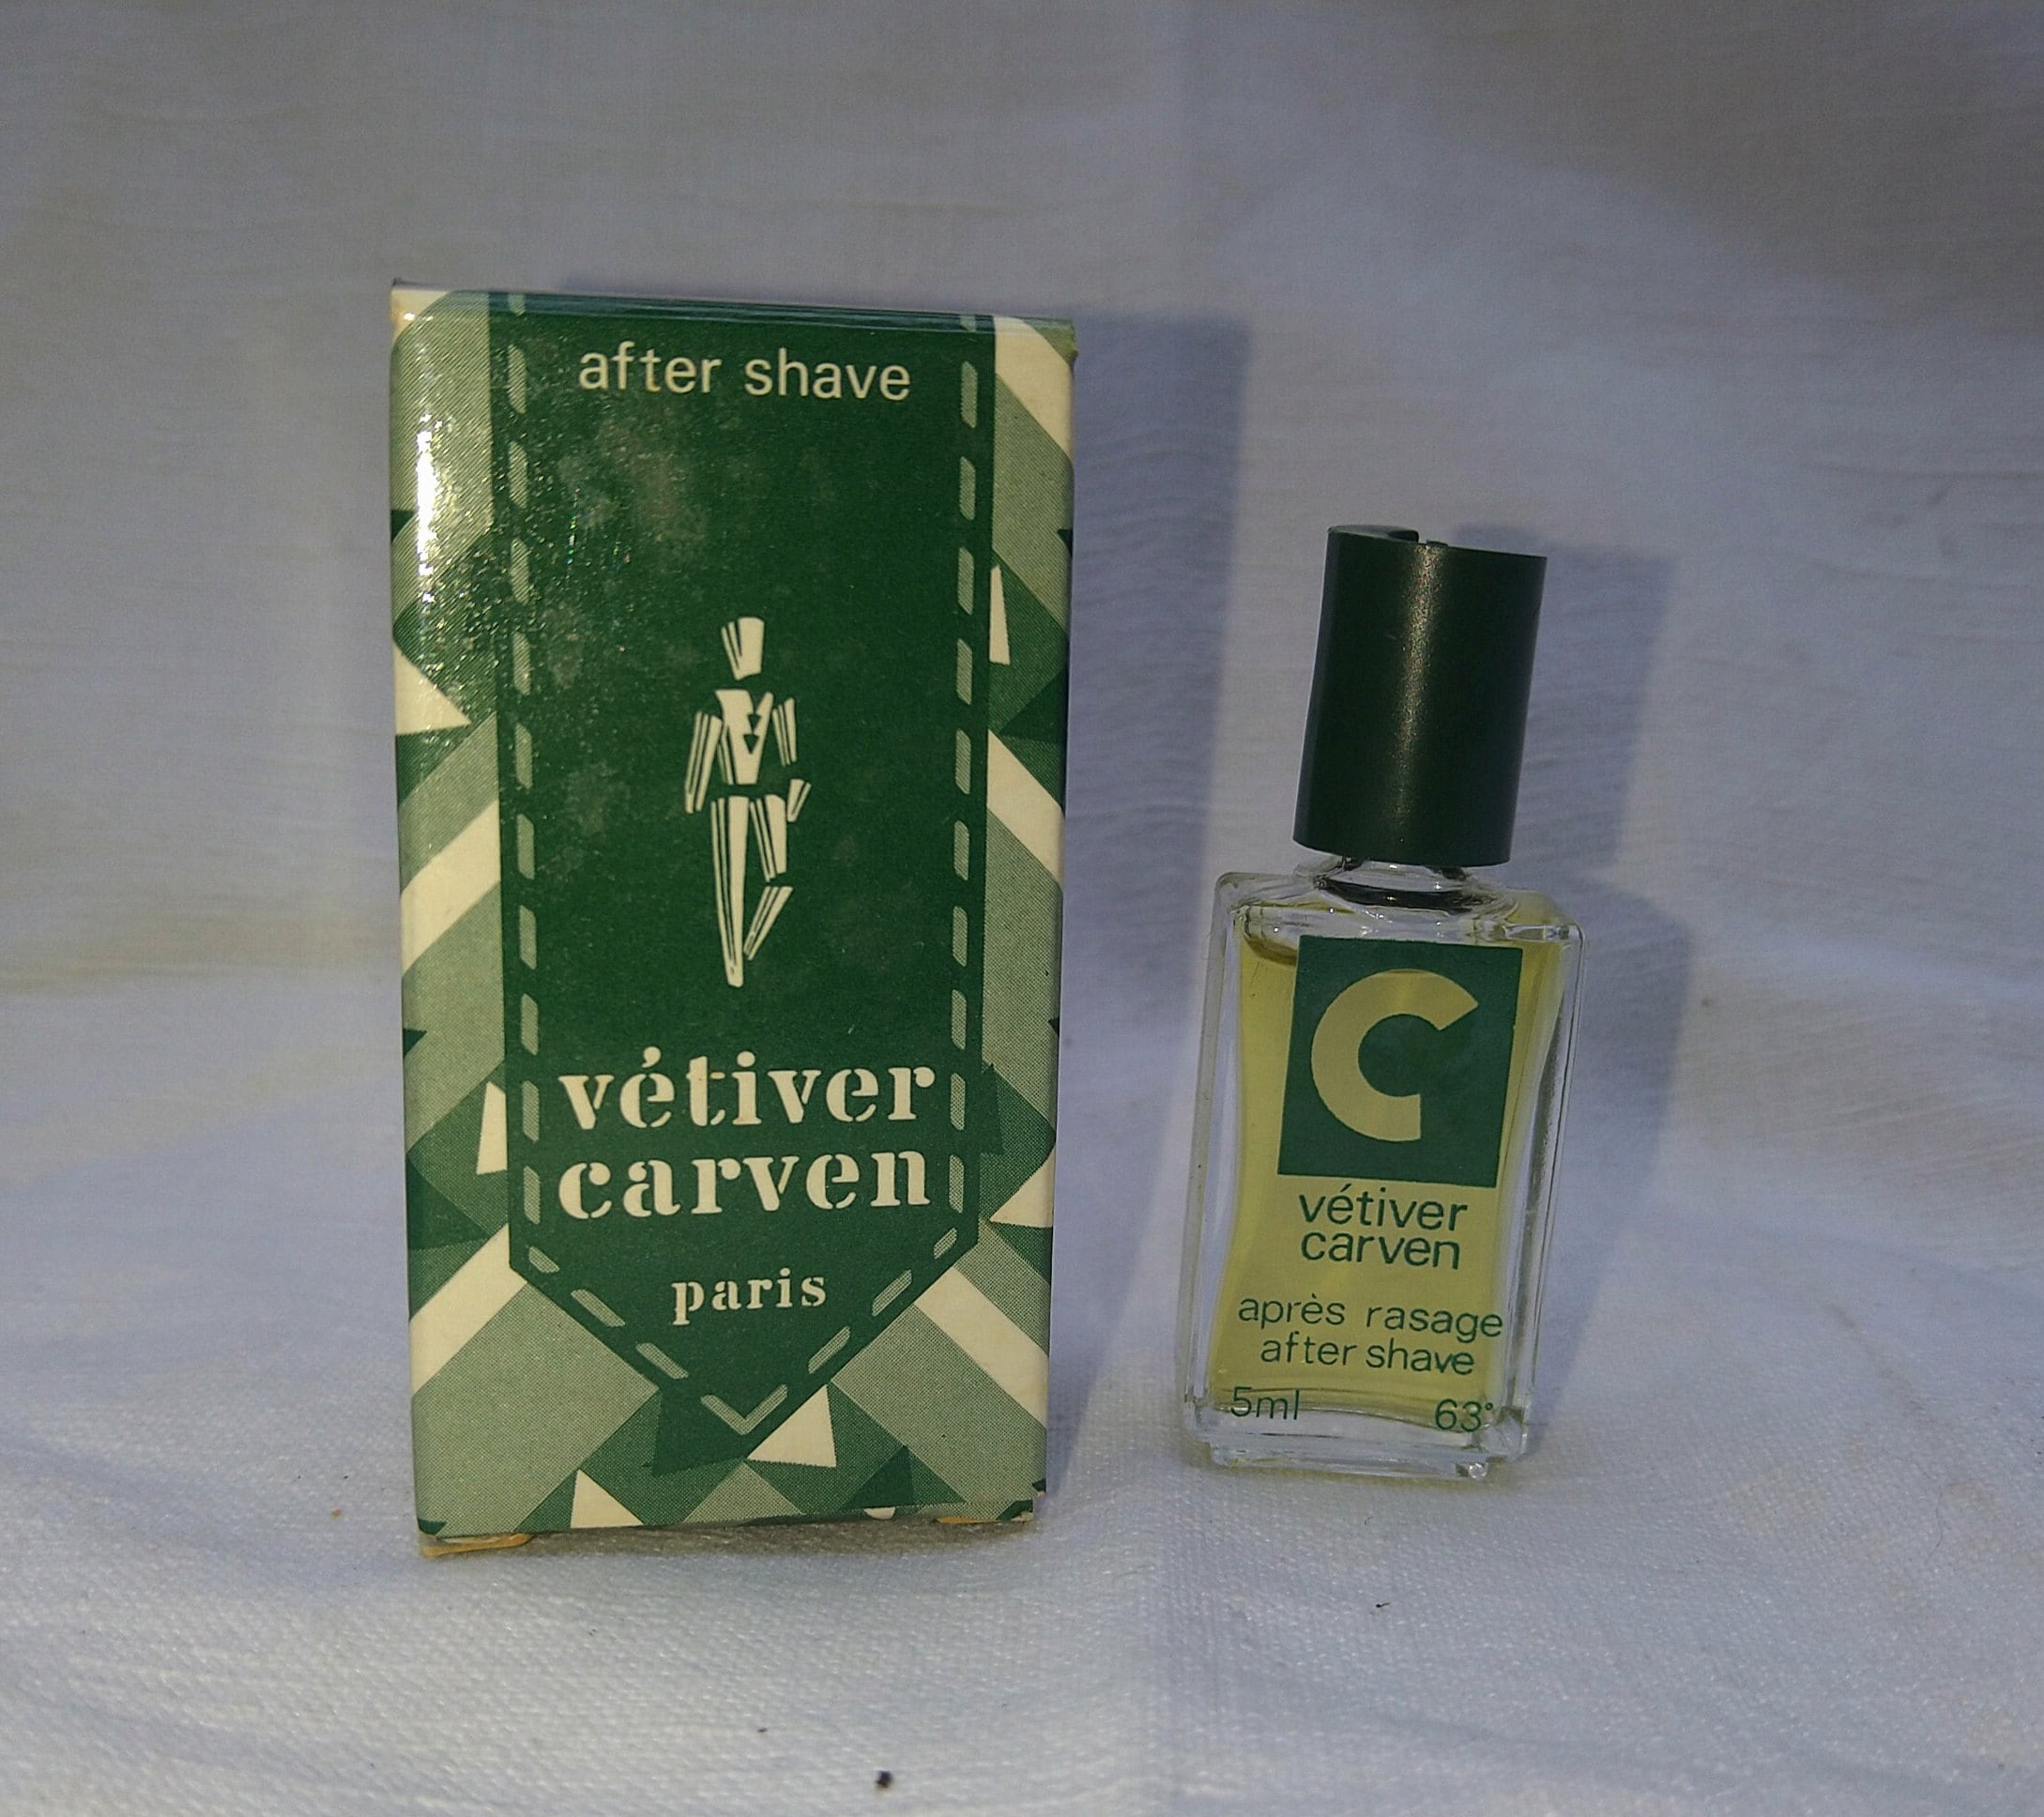 after shave
vétiver
carven
paris
C
vétiver
carven
après rasage
after shave
5ml 63°